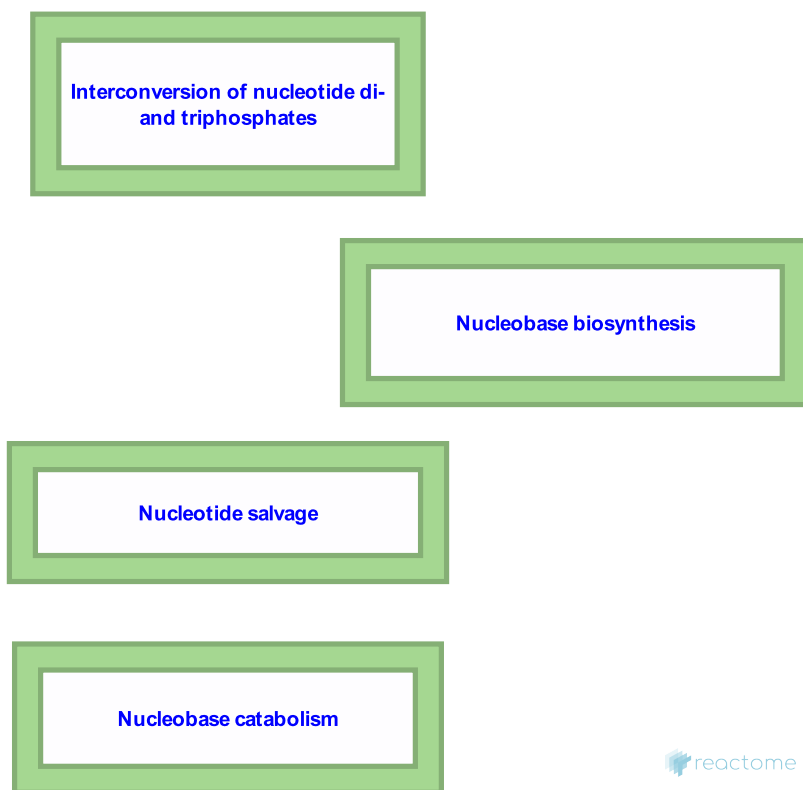 Interconversion of nucleotide di-
and triphosphates
Nucleobase biosynthesis
Nucleotide salvage
Nucleobase catabolism
reactome